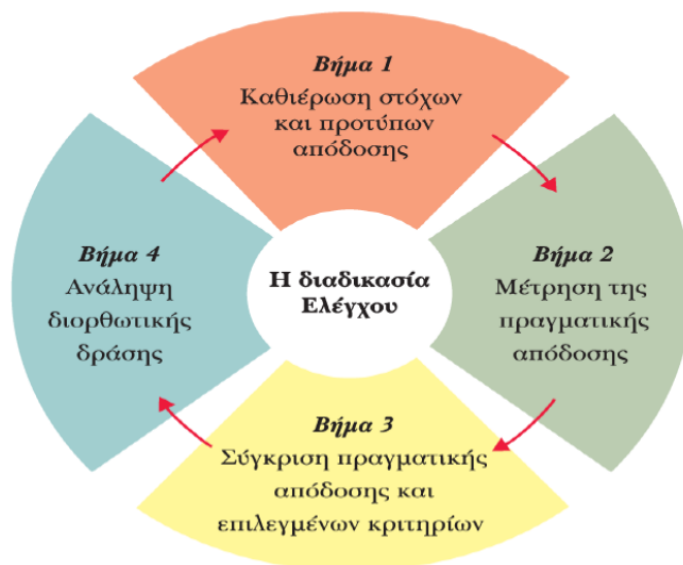 Βήμα 1
Καθιέρωση στόχων
και προτύπων
απόδοσης
Βήμα 2
Μέτρηση της
πραγματικής
απόδοσης
Βήμα 3
Σύγκριση πραγματικής
απόδοσης και
επιλεγμένων κριτηρίων
Βήμα 4
Ανάληψη
διορθωτικής
δράσης
Η διαδικασία
Ελέγχου